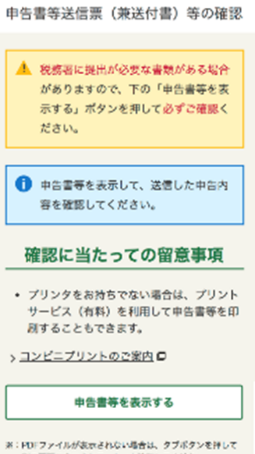 申告書等送信票（兼送付書）等の確認
税務署に提出が必要な書類がある場合
がありますので、下の「申告書等を表
示する」ボタンを押して必ずご確認く
ださい。
申告書等を表示して、送信した申告内
容を確認してください。
確認に当たっての留意事項
• プリンタをお持ちでない場合は、プリント
サービス（有料）を利用して申告書等を印
刷することもできます。
コンビニプリントのご案内
申告書等を表示する
※：PDFファイルが表示されない場合は、タブボタンを押して